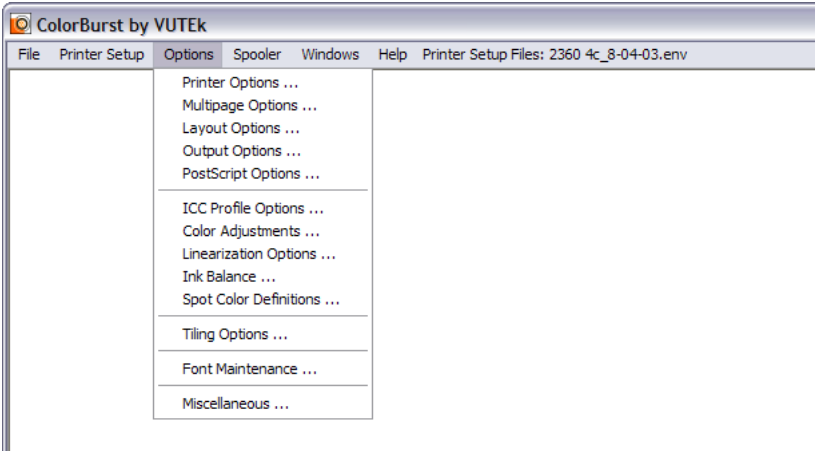 ColorBurst by VUTEk
File Printer Setup Options Spooler Windows Help Printer Setup Files: 2360 4c_8-04-03.env
Printer Options ...
Multipage Options ...
Layout Options ...
Output Options ...
PostScript Options ...
ICC Profile Options ...
Color Adjustments ...
Linearization Options ...
Ink Balance ...
Spot Color Definitions ...
Tiling Options ...
Font Maintenance ...
Miscellaneous ...